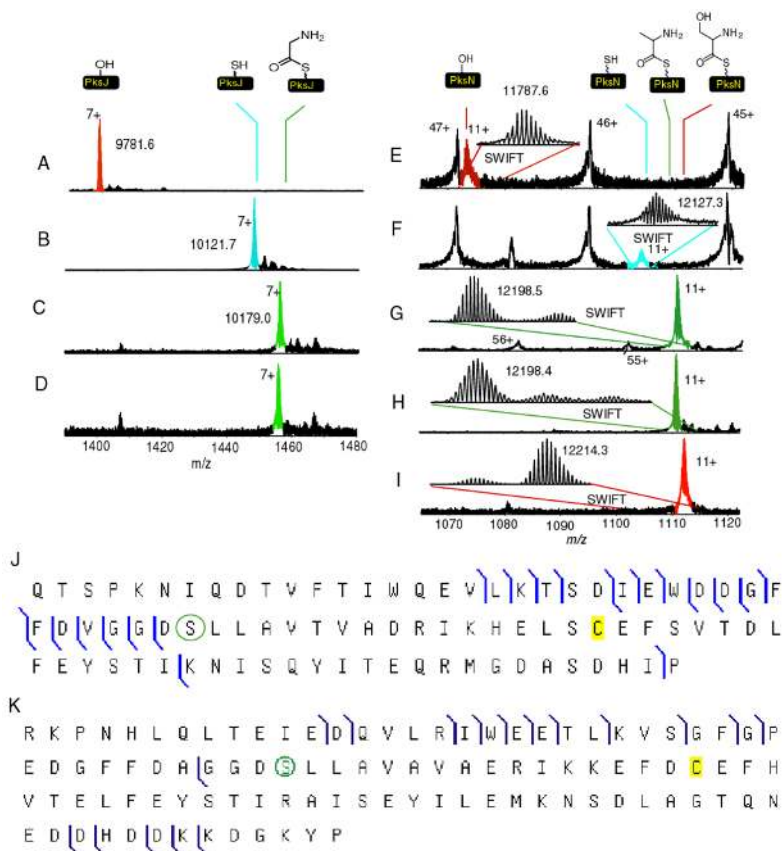 OH
PksJ
SH
PksJ
NH2
O
S
PksJ
7+
9781.6
A
7+
10121.7
B
7+
10179.0
C
7+
D
1400 1420 1440 1460 1480
m/z
OH
PksN
SH
PksN
NH2
O
S
PksN
HO
NH2
O
S
PksN
11787.6
47+ 11+ 46+ 45+
E
SWIFT
12127.3
F
SWIFT
11+
12198.5
11+
G
SWIFT
56+ 55+
12198.4
11+
H
SWIFT
12214.3
11+
I
SWIFT
1070 1080 1090 1100 1110 1120
m/z
J
Q T S P K N I Q D T V F T I W Q E V L K T S D I E W D D G F
F D V G G D S L L A V T V A D R I K H E L S C E F S V T D L
F E Y S T I K N I S Q Y I T E Q R M G D A S D H I P
K
R K P N H L Q L T E I E D Q V L R I W E E T L K V S G F G P
E D G F F D A G G D S L L A V A V A E R I K K E F D C E F H
V T E L F E Y S T I R A I S E Y I L E M K N S D L A G T Q N
E D D H D D K K D G K Y P